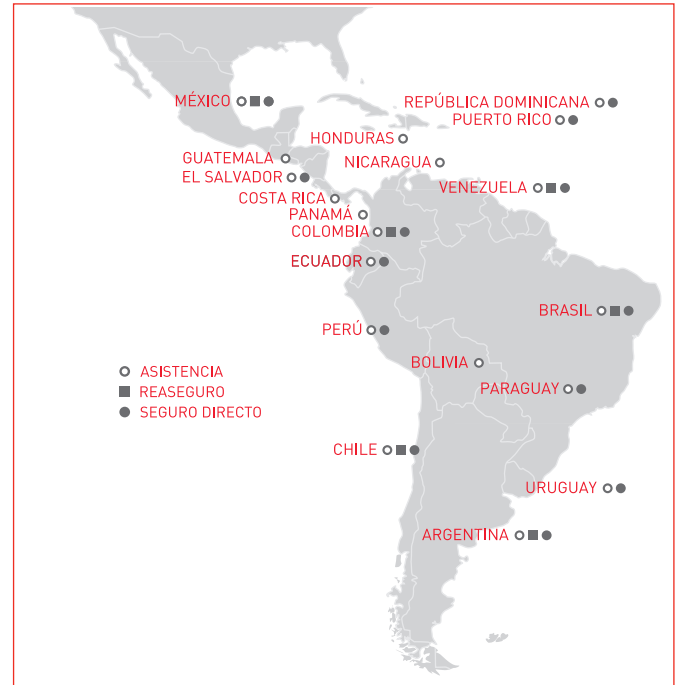 MÉXICO
REPÚBLICA DOMINICANA
PUERTO RICO
HONDURAS
GUATEMALA
NICARAGUA
EL SALVADOR
VENEZUELA
COSTA RICA
PANAMÁ
COLOMBIA
ECUADOR
BRASIL
PERÚ
BOLIVIA
ASISTENCIA
PARAGUAY
REASEGURO
SEGURO DIRECTO
CHILE
URUGUAY
ARGENTINA